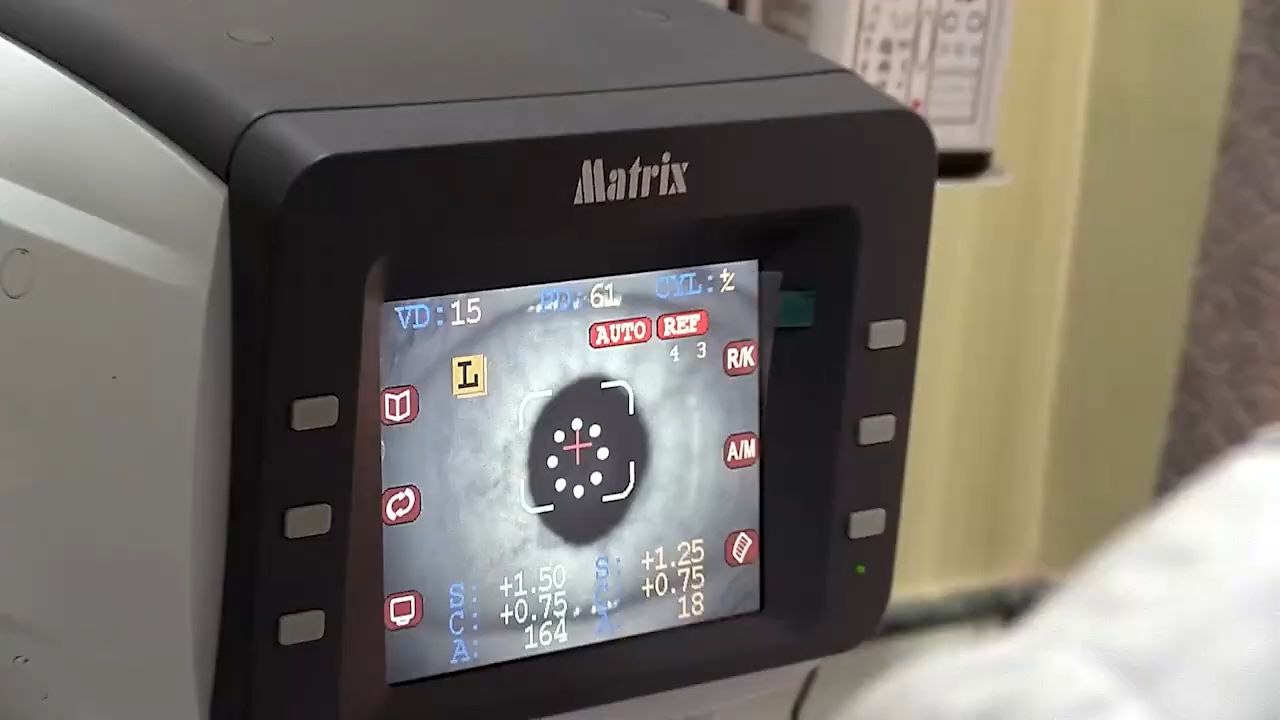 Matrix
VD:15 PD:61 CYL:±
AUTO REF
4 3
L
R/K
A/M
S: +1.50 S: +1.25
C: +0.75 C: +0.75
A: 164 A: 18